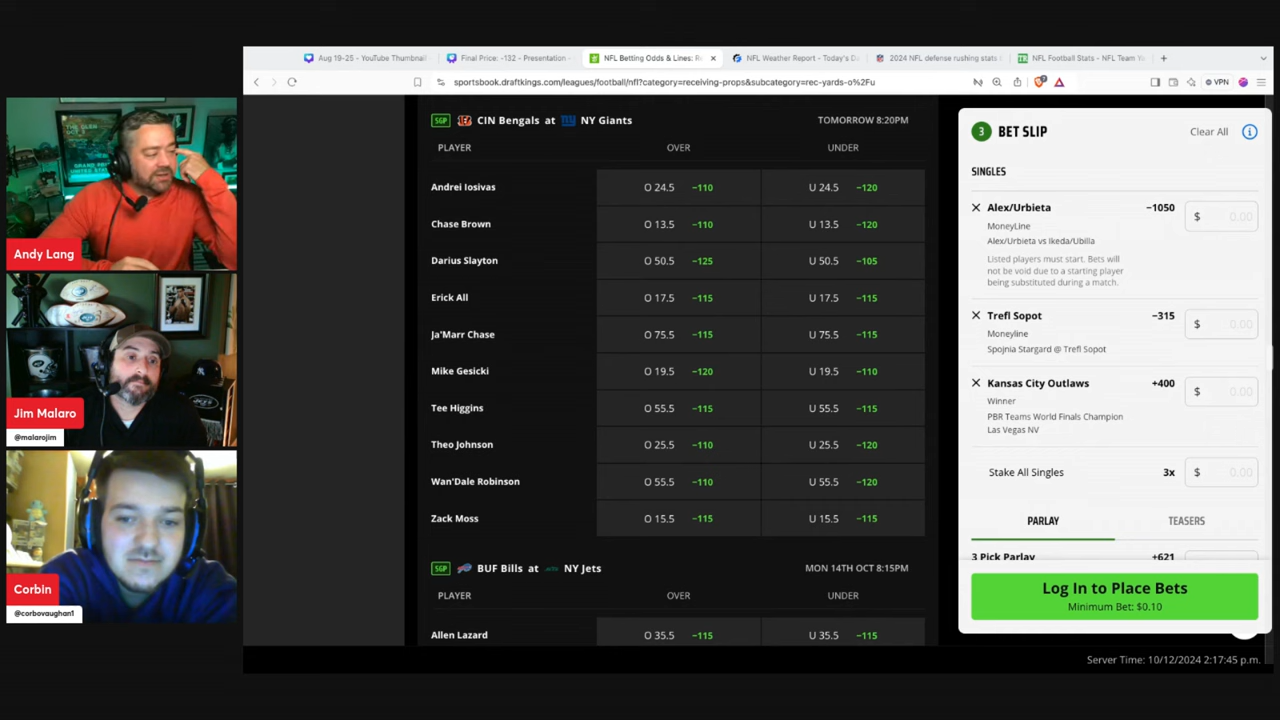 Aug 19-25 - YouTube Thumbnail
Final Price: -132 - Presentation
NFL Betting Odds & Lines: Re
NFL Weather Report - Today's Da
2024 NFL defense rushing stats
NFL Football Stats - NFL Team Ya
sportsbook.draftkings.com/leagues/football/nfl?category=receiving-props&subcategory=rec-yards-o%2Fu
VPN
Andy Lang
Jim Malaro
@malarojim
Corbin
@corbovaughan1
SGP CIN Bengals at NY Giants TOMORROW 8:20PM
PLAYER OVER UNDER
Andrei Iosivas O 24.5 −110 U 24.5 −120
Chase Brown O 13.5 −110 U 13.5 −120
Darius Slayton O 50.5 −125 U 50.5 −105
Erick All O 17.5 −115 U 17.5 −115
Ja'Marr Chase O 75.5 −115 U 75.5 −115
Mike Gesicki O 19.5 −120 U 19.5 −110
Tee Higgins O 55.5 −115 U 55.5 −115
Theo Johnson O 25.5 −110 U 25.5 −120
Wan'Dale Robinson O 55.5 −110 U 55.5 −120
Zack Moss O 15.5 −115 U 15.5 −115
SGP BUF Bills at NY Jets MON 14TH OCT 8:15PM
PLAYER OVER UNDER
Allen Lazard O 35.5 −115 U 35.5 −115
3 BET SLIP Clear All
SINGLES
Alex/Urbieta −1050 $ 0.00
MoneyLine
Alex/Urbieta vs Ikeda/Ubilla
Listed players must start. Bets will
not be void due to a starting player
being substituted during a match.
Trefl Sopot −315 $ 0.00
Moneyline
Spojnia Stargard @ Trefl Sopot
Kansas City Outlaws +400 $ 0.00
Winner
PBR Teams World Finals Champion
Las Vegas NV
Stake All Singles 3x $ 0.00
PARLAY TEASERS
3 Pick Parlay +621
Log In to Place Bets
Minimum Bet: $0.10
Server Time: 10/12/2024 2:17:45 p.m.